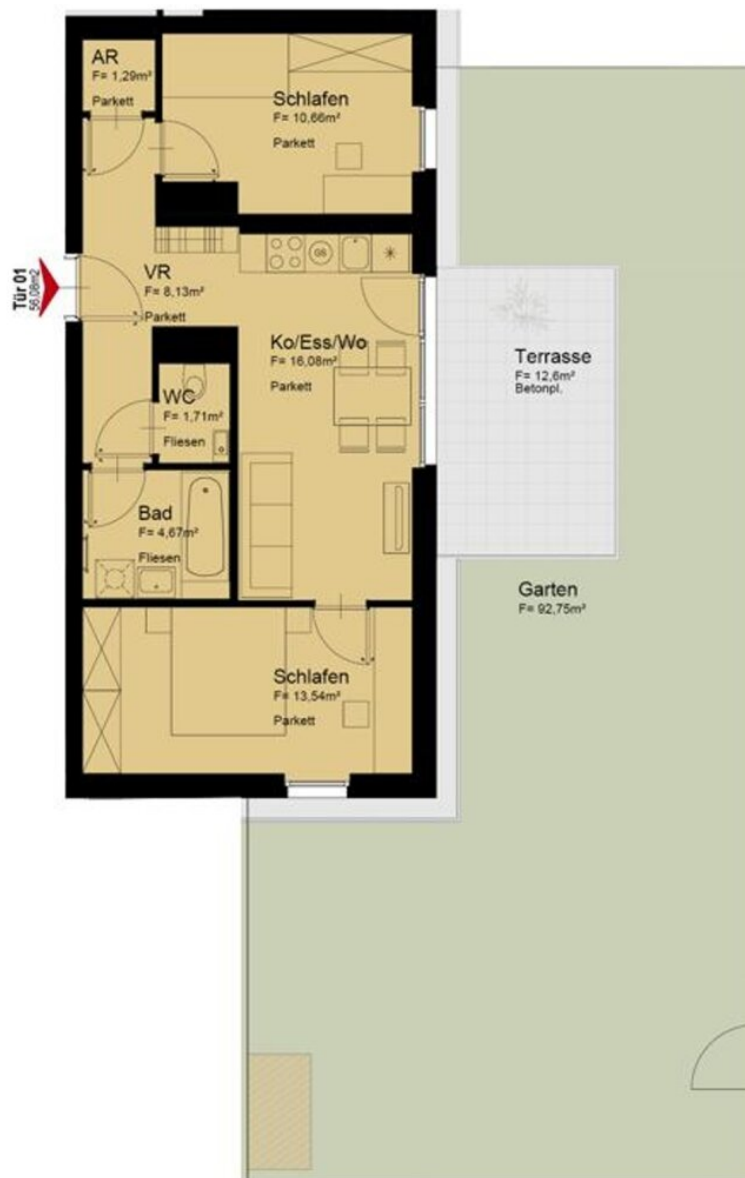 AR
F= 1,29m²
Parkett
Schlafen
F= 10,66m²
Parkett
Tür 01
56,08m2
VR
F= 8,13m²
Parkett
GS
Ko/Ess/Wo
F= 16,08m²
Parkett
Terrasse
F= 12,6m²
Betonpl.
WC
F= 1,71m²
Fliesen
Bad
F= 4,67m²
Fliesen
Garten
F= 92,75m²
Schlafen
F= 13,54m²
Parkett